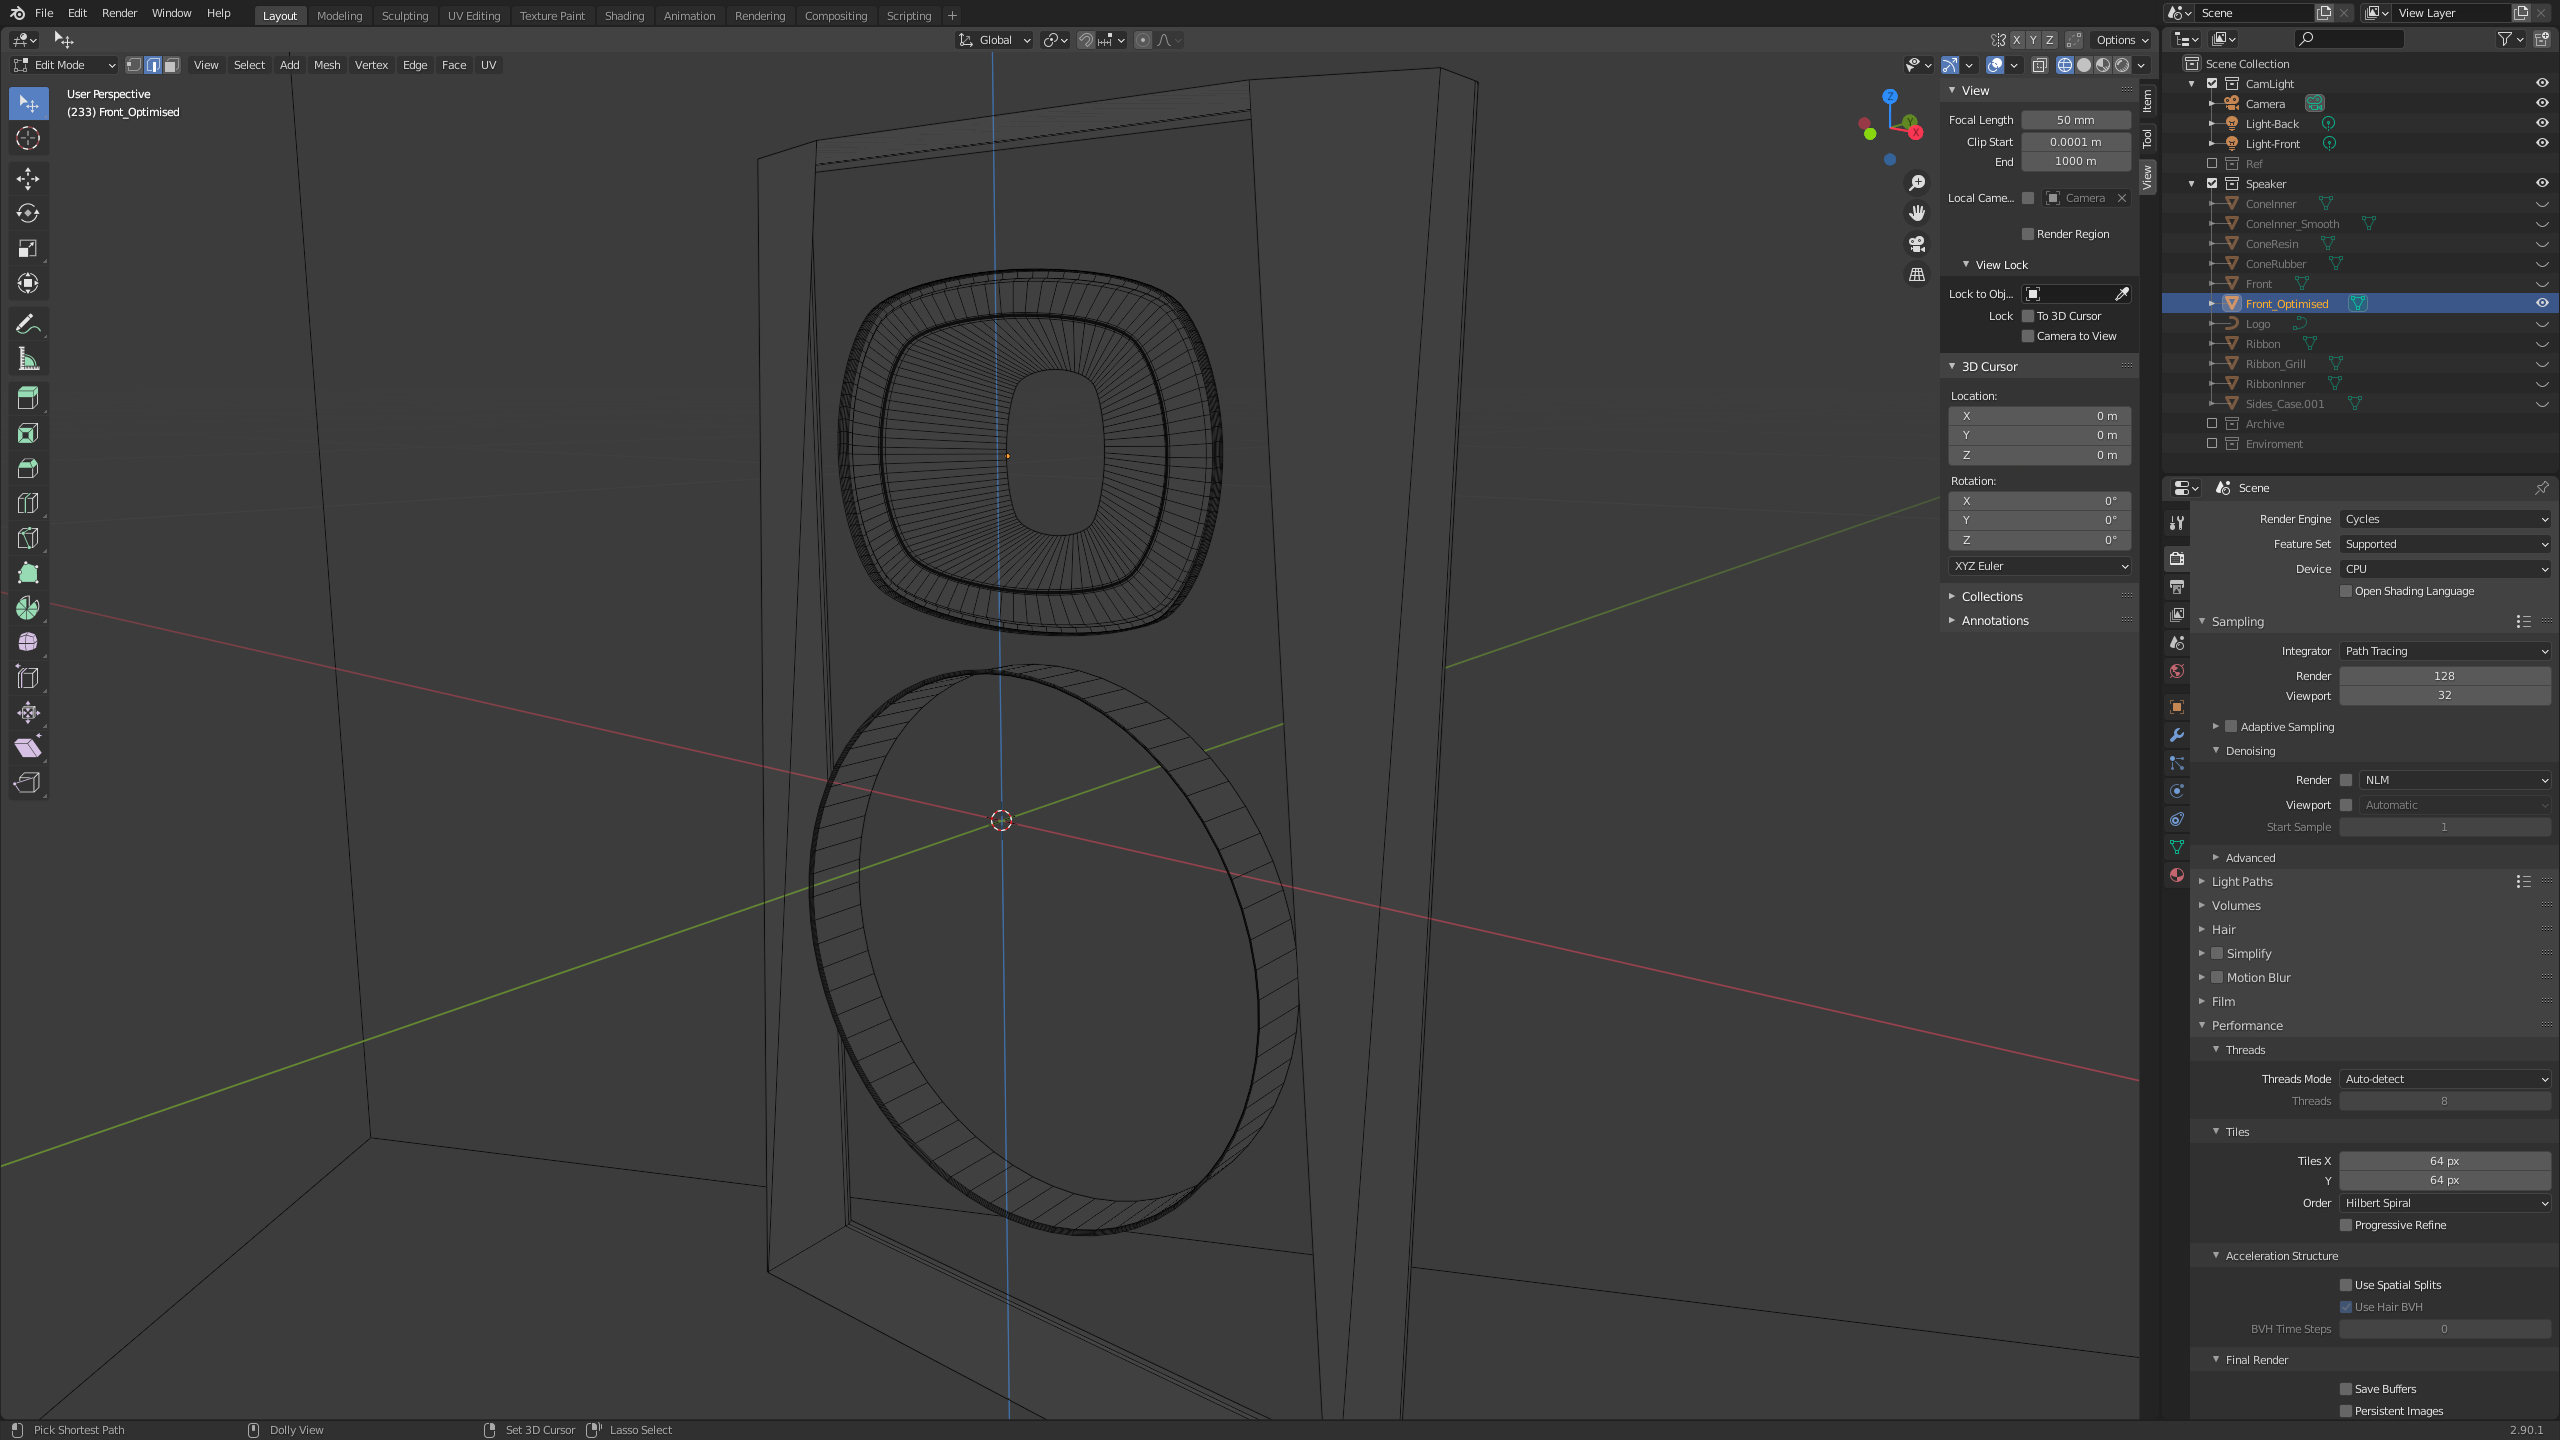 File Edit Render Window Help Layout Modeling Sculpting UV Editing Texture Paint Shading Animation Rendering Compositing Scripting +
Scene View Layer
Global X Y Z Options
Edit Mode View Select Add Mesh Vertex Edge Face UV
User Perspective
(233) Front_Optimised
Z
Y
X
View
Focal Length 50 mm
Clip Start 0.0001 m
End 1000 m
Local Came... Camera
Render Region
View Lock
Lock to Obj...
Lock To 3D Cursor
Camera to View
3D Cursor
Location:
X 0 m
Y 0 m
Z 0 m
Rotation:
X 0°
Y 0°
Z 0°
XYZ Euler
Collections
Annotations
Item
Tool
View
Scene Collection
CamLight
Camera
Light-Back
Light-Front
Ref
Speaker
ConeInner
ConeInner_Smooth
ConeResin
ConeRubber
Front
Front_Optimised
Logo
Ribbon
Ribbon_Grill
RibbonInner
Sides_Case.001
Archive
Enviroment
Scene
Render Engine Cycles
Feature Set Supported
Device CPU
Open Shading Language
Sampling
Integrator Path Tracing
Render 128
Viewport 32
Adaptive Sampling
Denoising
Render NLM
Viewport Automatic
Start Sample 1
Advanced
Light Paths
Volumes
Hair
Simplify
Motion Blur
Film
Performance
Threads
Threads Mode Auto-detect
Threads 8
Tiles
Tiles X 64 px
Y 64 px
Order Hilbert Spiral
Progressive Refine
Acceleration Structure
Use Spatial Splits
Use Hair BVH
BVH Time Steps 0
Final Render
Save Buffers
Persistent Images
Pick Shortest Path Dolly View Set 3D Cursor Lasso Select 2.90.1